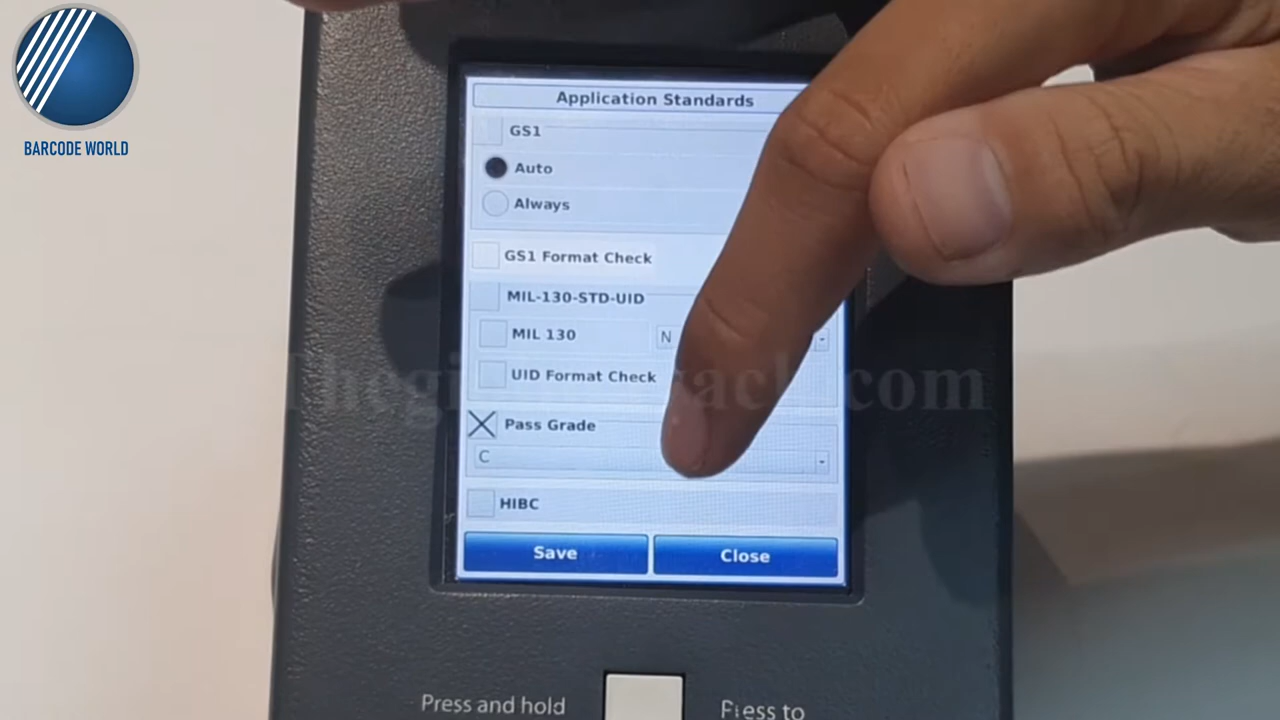 BARCODE WORLD
Application Standards
GS1
Auto
Always
GS1 Format Check
MIL-130-STD-UID
MIL 130
N
UID Format Check
Pass Grade
C
HIBC
Save Close
Press and hold
Press to